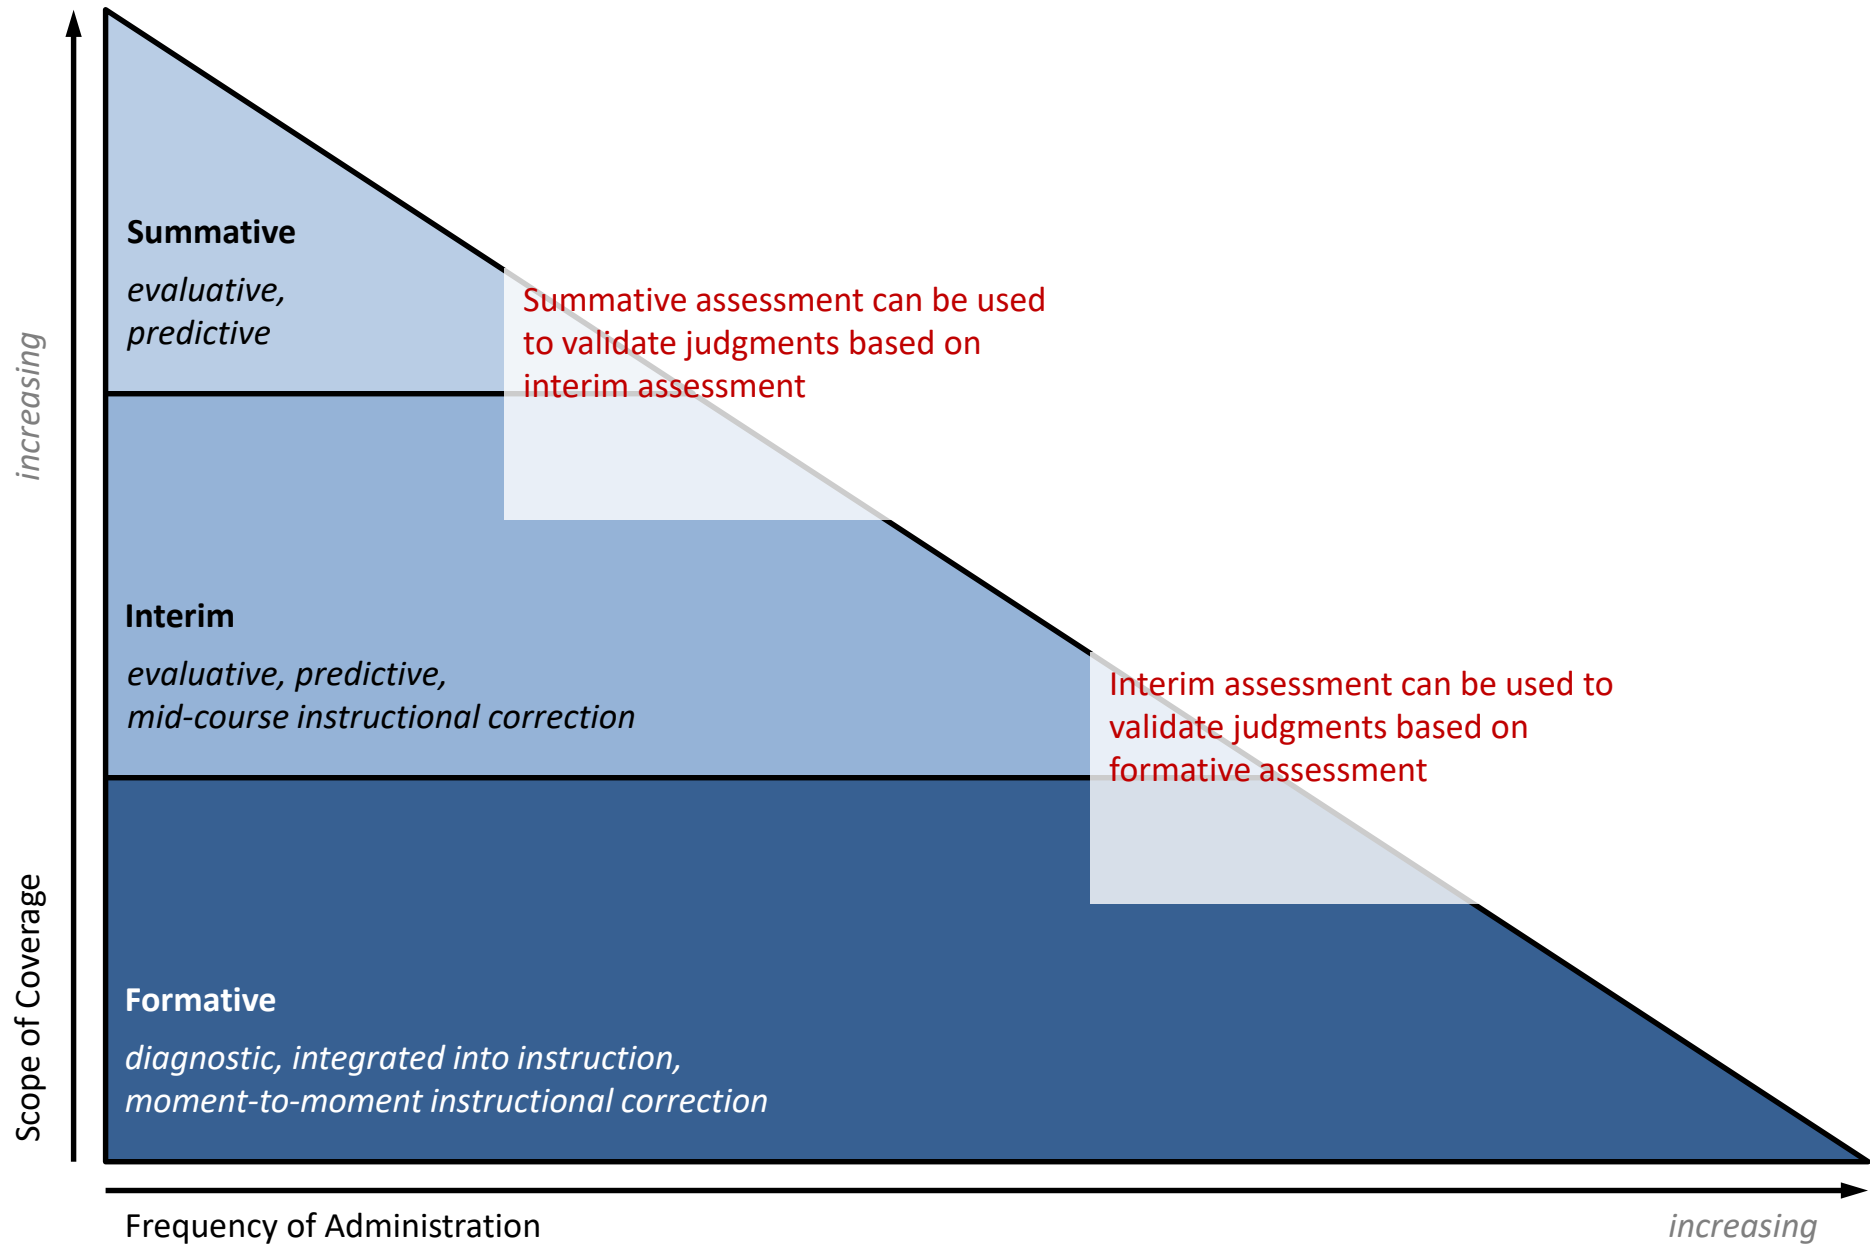 Summative
evaluative,
predictive
Summative assessment can be used
to validate judgments based on
interim assessment
increasing
Interim
evaluative, predictive,
mid-course instructional correction
Interim assessment can be used to
validate judgments based on
formative assessment
Scope of Coverage
Formative
diagnostic, integrated into instruction,
moment-to-moment instructional correction
Frequency of Administration
increasing